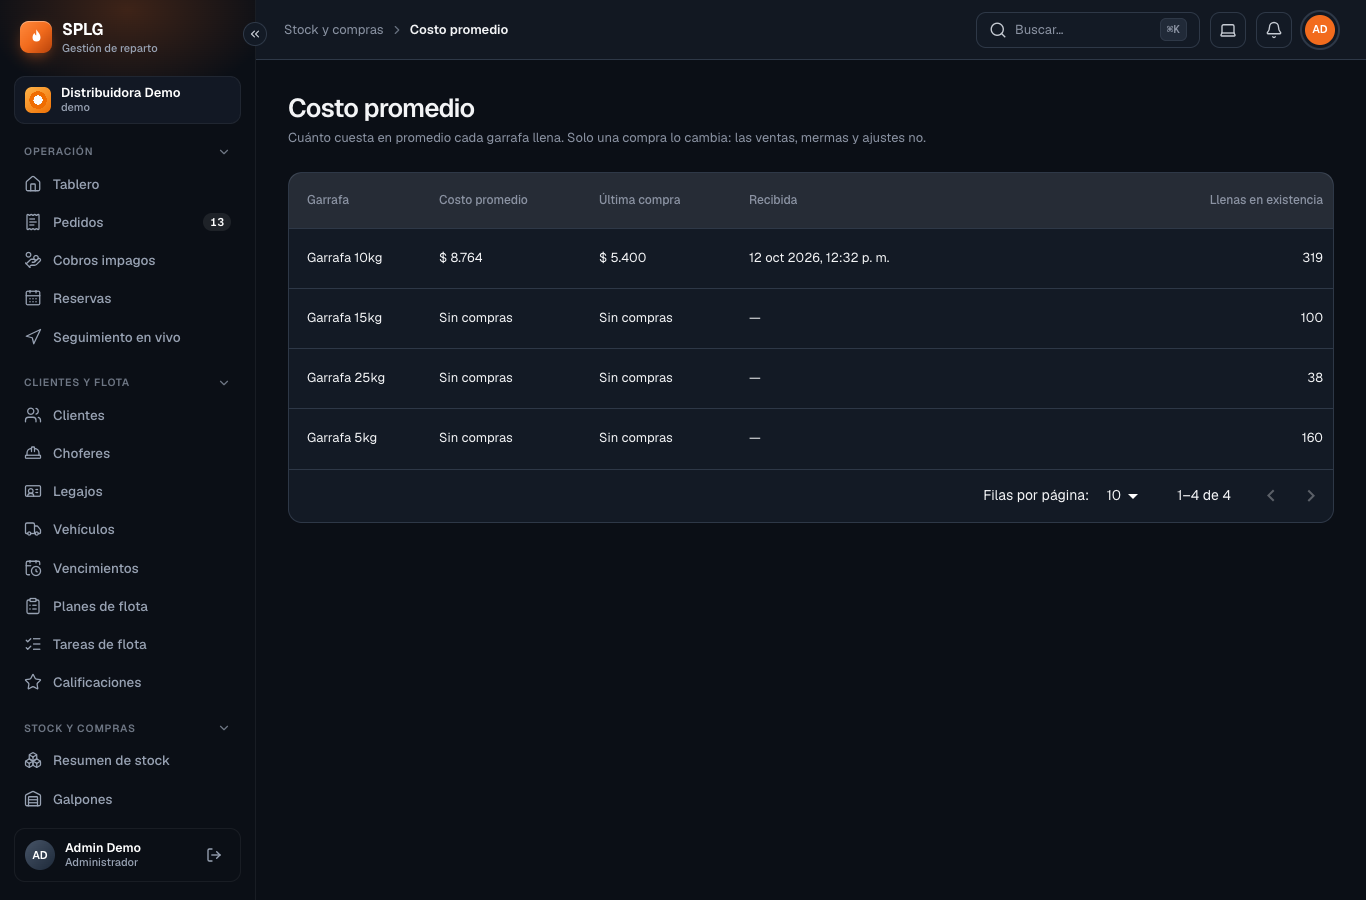 SPLG
Gestión de reparto
Distribuidora Demo
demo
OPERACIÓN
Tablero
Pedidos 13
Cobros impagos
Reservas
Seguimiento en vivo
CLIENTES Y FLOTA
Clientes
Choferes
Legajos
Vehículos
Vencimientos
Planes de flota
Tareas de flota
Calificaciones
STOCK Y COMPRAS
Resumen de stock
Galpones
AD
Admin Demo
Administrador
Stock y compras > Costo promedio
Buscar... ⌘K
AD
Costo promedio
Cuánto cuesta en promedio cada garrafa llena. Solo una compra lo cambia: las ventas, mermas y ajustes no.
Garrafa Costo promedio Última compra Recibida Llenas en existencia
Garrafa 10kg $ 8.764 $ 5.400 12 oct 2026, 12:32 p. m. 319
Garrafa 15kg Sin compras Sin compras — 100
Garrafa 25kg Sin compras Sin compras — 38
Garrafa 5kg Sin compras Sin compras — 160
Filas por página: 10 1–4 de 4